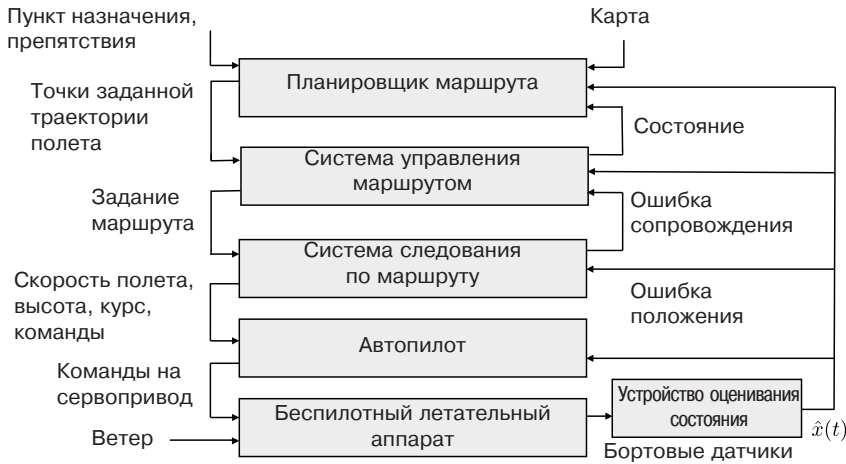 Пункт назначения,
препятствия
Карта
Планировщик маршрута
Точки заданной
траектории
полета
Состояние
Система управления
маршрутом
Задание
маршрута
Ошибка
сопровождения
Система следования
по маршруту
Скорость полета,
высота, курс,
команды
Ошибка
положения
Автопилот
Команды на
сервопривод
Беспилотный летательный
аппарат
Устройство оценивания
состояния
x̂(t)
Ветер
Бортовые датчики